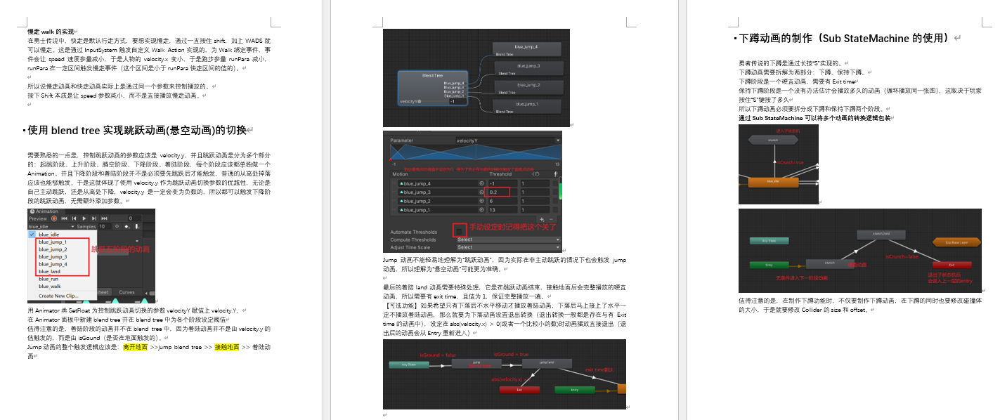 慢走 walk 的实现
在勇士传说中，快走是默认行走方式，要想实现慢走，通过一直按住 shift，加上 WADS 就
可以慢走。这是通过 InputSystem 触发自定义 Walk Action 实现的，为 Walk 绑定事件，事
件会让 speed 速度参量减小，于是人物的 velocity.x 变小，于是跑步参量 runPara 减小，
runPara 在一定区间触发慢走事件（这个区间是小于 runPara 快走区间的值的）。
所以说慢走动画和快走动画实际上是通过同一个参数来控制播放的。
按下 Shift 本质是让 speed 参数减小，而不是直接播放慢走动画。
使用 blend tree 实现跳跃动画(悬空动画)的切换
需要熟悉的一点是，控制跳跃动画的参数应该是 velocity.y，并且跳跃动画是分为多个部分
的：起跳阶段、上升阶段、腾空阶段、下降阶段、着陆阶段，每个阶段应该都单独做一个
Animation。并且下降阶段和着陆阶段并不是必须要先跳跃后才能触发，普通的从高处掉落
应该也能够触发。于是这就体现了使用 velocity.y 作为跳跃动画切换参数的优越性，无论是
自己主动跳跃，还是从高处下降，velocity.y 是一定会变为负数的，所以都可以触发下降阶
段的跳跃动画，无需额外添加参数。
Animation
Preview 0
blue_idle Samples 10
blue_idle
blue_jump_1
blue_jump_2
blue_jump_3
blue_jump_4
blue_land
blue_run
blue_walk
Create New Clip...
跳跃五阶段的动画
Curves
用 Animator 类 SetFloat 为控制跳跃动画切换的参数 velocityY 赋值上 velocity.Y，
在 Animator 面板中新建 blend tree 并在 blend tree 中为各个阶段设定阈值
值得注意的是，着陆阶段的动画并不在 blend tree 中，因为着陆动画并不是由 velocity.y 的
值触发的，而是由 isGound（是否在地面触发的）。
Jump 动画的整个触发逻辑应该是：离开地面 >>jump blend tree >> 接触地面 >> 着陆动
画
blue_jump_4
Blend Tree
blue_jump_3
Blend Tree
blue_jump_2
Blend Tree
blue_jump_1
Blend Tree
Blend Tree
blue_jump_4
blue_jump_3
blue_jump_2
blue_jump_1
velocityY -1
Parameter velocityY
-1 13
Motion Threshold
blue_jump_4 -1 1
blue_jump_3 0.2 1
blue_jump_2 6 1
blue_jump_1 13 1
Automate Thresholds
手动设定时记得把这个关了
Compute Thresholds Select
Adjust Time Scale Select
Jump 动画不能轻易地理解为“跳跃动画”，因为实际在非主动跳跃的情况下也会触发 jump
动画，所以理解为“悬空动画”可能更为准确。
最后的着陆 land 动画需要特殊处理，它是在跳跃动画结束，接触地面后会完整播放的硬直
动画，所以需要有 exit time，且值为 1，保证完整播放一遍。
【可选功能】如果希望只有下落后不水平移动才播放着陆动画，下落后马上接上了水平一
定不播放着陆动画，那么就要为下落动画设置退出转换（退出转换一般都是存在与有 Exit
time 的动画中），设定在 abs(velocity.x) > 0(或者一个比较小的数)时动画播放直接退出（退
出后的动画会从 Entry 重新进入）
isGround = false
isGround = true
Any State
jump
jump land
exit time默认
abs(velocity.x) >
Exit
Entry
下蹲动画的制作（Sub StateMachine 的使用）
勇者传说的下蹲是通过长按“S”实现的。
下蹲动画需要拆解为两部分：下蹲、保持下蹲。
下蹲阶段是一个硬直动画，需要有 Exit time
保持下蹲阶段是一个没有办法估计会播放多久的动画（循环播放同一张图），这取决于玩家
按住“S”键按了多久
所以下蹲动画必须要拆分成下蹲和保持下蹲两个阶段。
通过 Sub StateMachine 可以将多个动画的转换逻辑包装
进入子状态机
crunch
isCrunch=true
blue_idle
crunch_hold
Any State
Exp Base Layer
isCrunch=false
Entry
crunch
硬直动画
Exit
无条件进入下一阶段动画
退出子状态机后
会进入上一层的entry
值得注意的是，在制作下蹲功能时，不仅要制作下蹲动画，在下蹲的同时也要修改碰撞体
的大小，于是就要修改 Collider 的 size 和 offset。